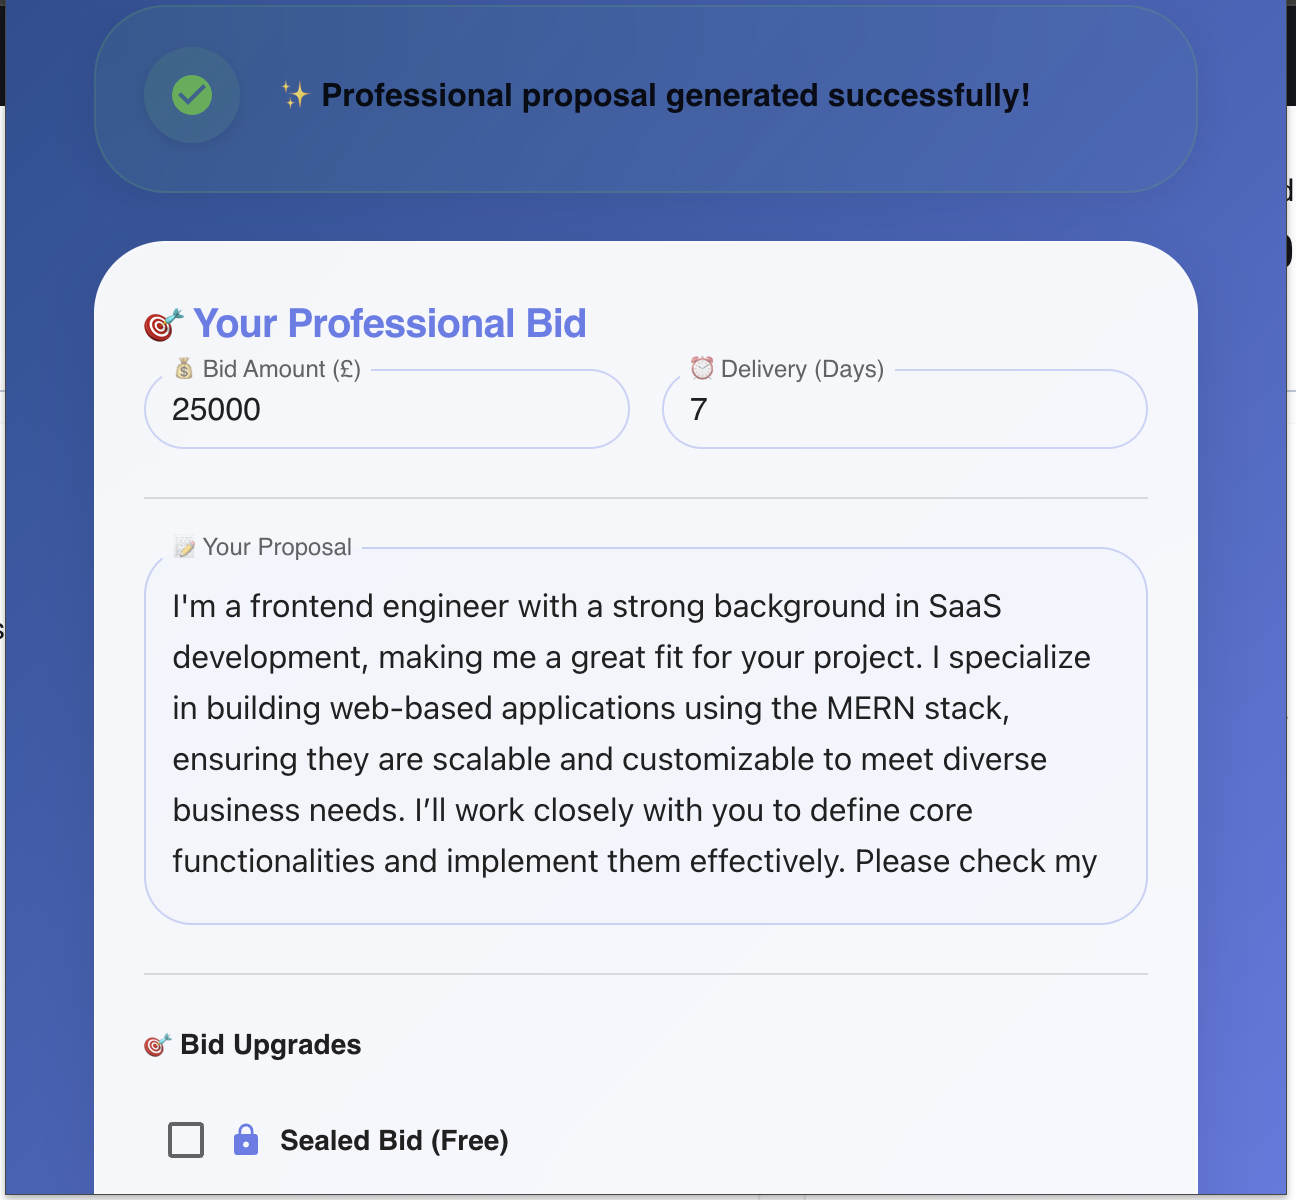 ✨ Professional proposal generated successfully!
🎯 Your Professional Bid
💰 Bid Amount (£)
25000
⏰ Delivery (Days)
7
📝 Your Proposal
I'm a frontend engineer with a strong background in SaaS
development, making me a great fit for your project. I specialize
in building web-based applications using the MERN stack,
ensuring they are scalable and customizable to meet diverse
business needs. I’ll work closely with you to define core
functionalities and implement them effectively. Please check my
🎯 Bid Upgrades
Sealed Bid (Free)